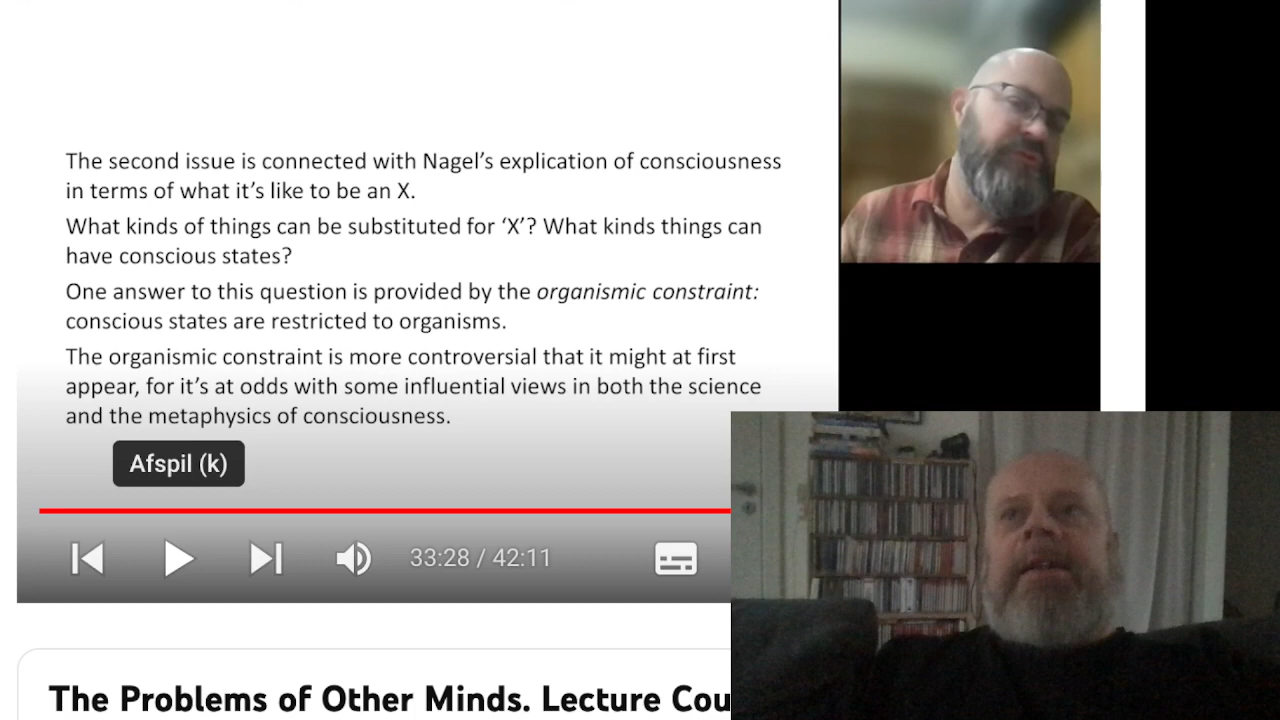 The second issue is connected with Nagel's explication of consciousness
in terms of what it's like to be an X.
What kinds of things can be substituted for 'X'? What kinds things can
have conscious states?
One answer to this question is provided by the organismic constraint:
conscious states are restricted to organisms.
The organismic constraint is more controversial that it might at first
appear, for it's at odds with some influential views in both the science
and the metaphysics of consciousness.
Afspil (k)
33:28 / 42:11
The Problems of Other Minds. Lecture Cou